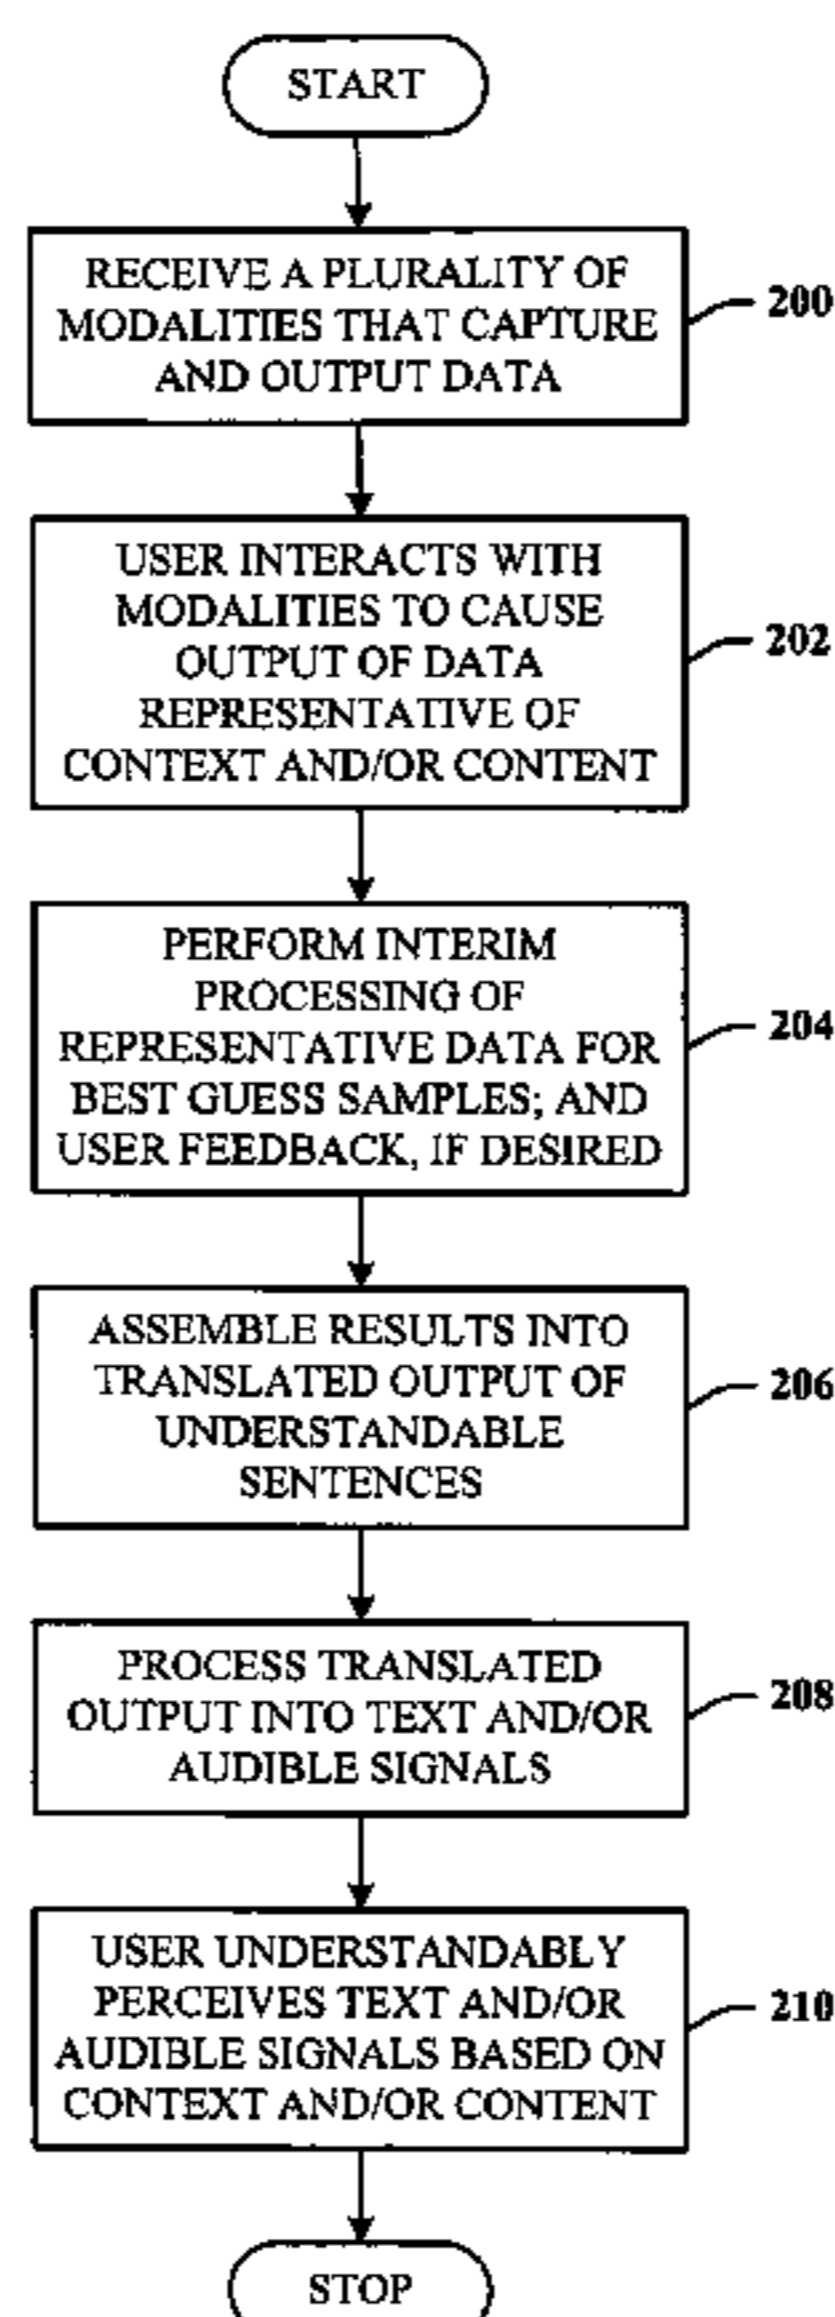 START
RECEIVE A PLURALITY OF
MODALITIES THAT CAPTURE
AND OUTPUT DATA
200
USER INTERACTS WITH
MODALITIES TO CAUSE
OUTPUT OF DATA
REPRESENTATIVE OF
CONTEXT AND/OR CONTENT
202
PERFORM INTERIM
PROCESSING OF
REPRESENTATIVE DATA FOR
BEST GUESS SAMPLES; AND
USER FEEDBACK, IF DESIRED
204
ASSEMBLE RESULTS INTO
TRANSLATED OUTPUT OF
UNDERSTANDABLE
SENTENCES
206
PROCESS TRANSLATED
OUTPUT INTO TEXT AND/OR
AUDIBLE SIGNALS
208
USER UNDERSTANDABLY
PERCEIVES TEXT AND/OR
AUDIBLE SIGNALS BASED ON
CONTEXT AND/OR CONTENT
210
STOP